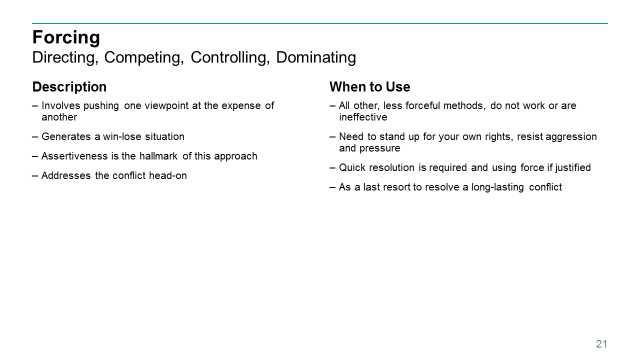 Forcing
Directing, Competing, Controlling, Dominating
Description
– Involves pushing one viewpoint at the expense of
another
– Generates a win-lose situation
– Assertiveness is the hallmark of this approach
– Addresses the conflict head-on
When to Use
– All other, less forceful methods, do not work or are
ineffective
– Need to stand up for your own rights, resist aggression
and pressure
– Quick resolution is required and using force if justified
– As a last resort to resolve a long-lasting conflict
21